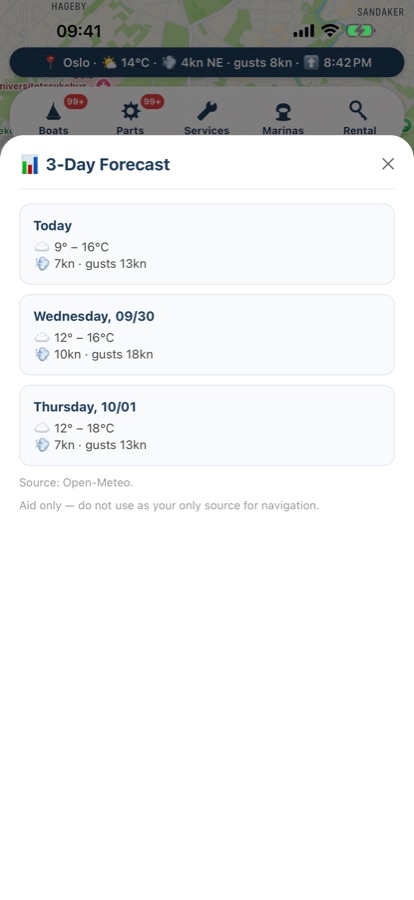 HAGEBY
SANDAKER
09:41
Oslo · 14°C · 4kn NE · gusts 8kn · 8:42 PM
99+
99+
Boats
Parts
Services
Marinas
Rental
3-Day Forecast
Today
9° – 16°C
7kn · gusts 13kn
Wednesday, 09/30
12° – 16°C
10kn · gusts 18kn
Thursday, 10/01
12° – 18°C
7kn · gusts 13kn
Source: Open-Meteo.
Aid only — do not use as your only source for navigation.